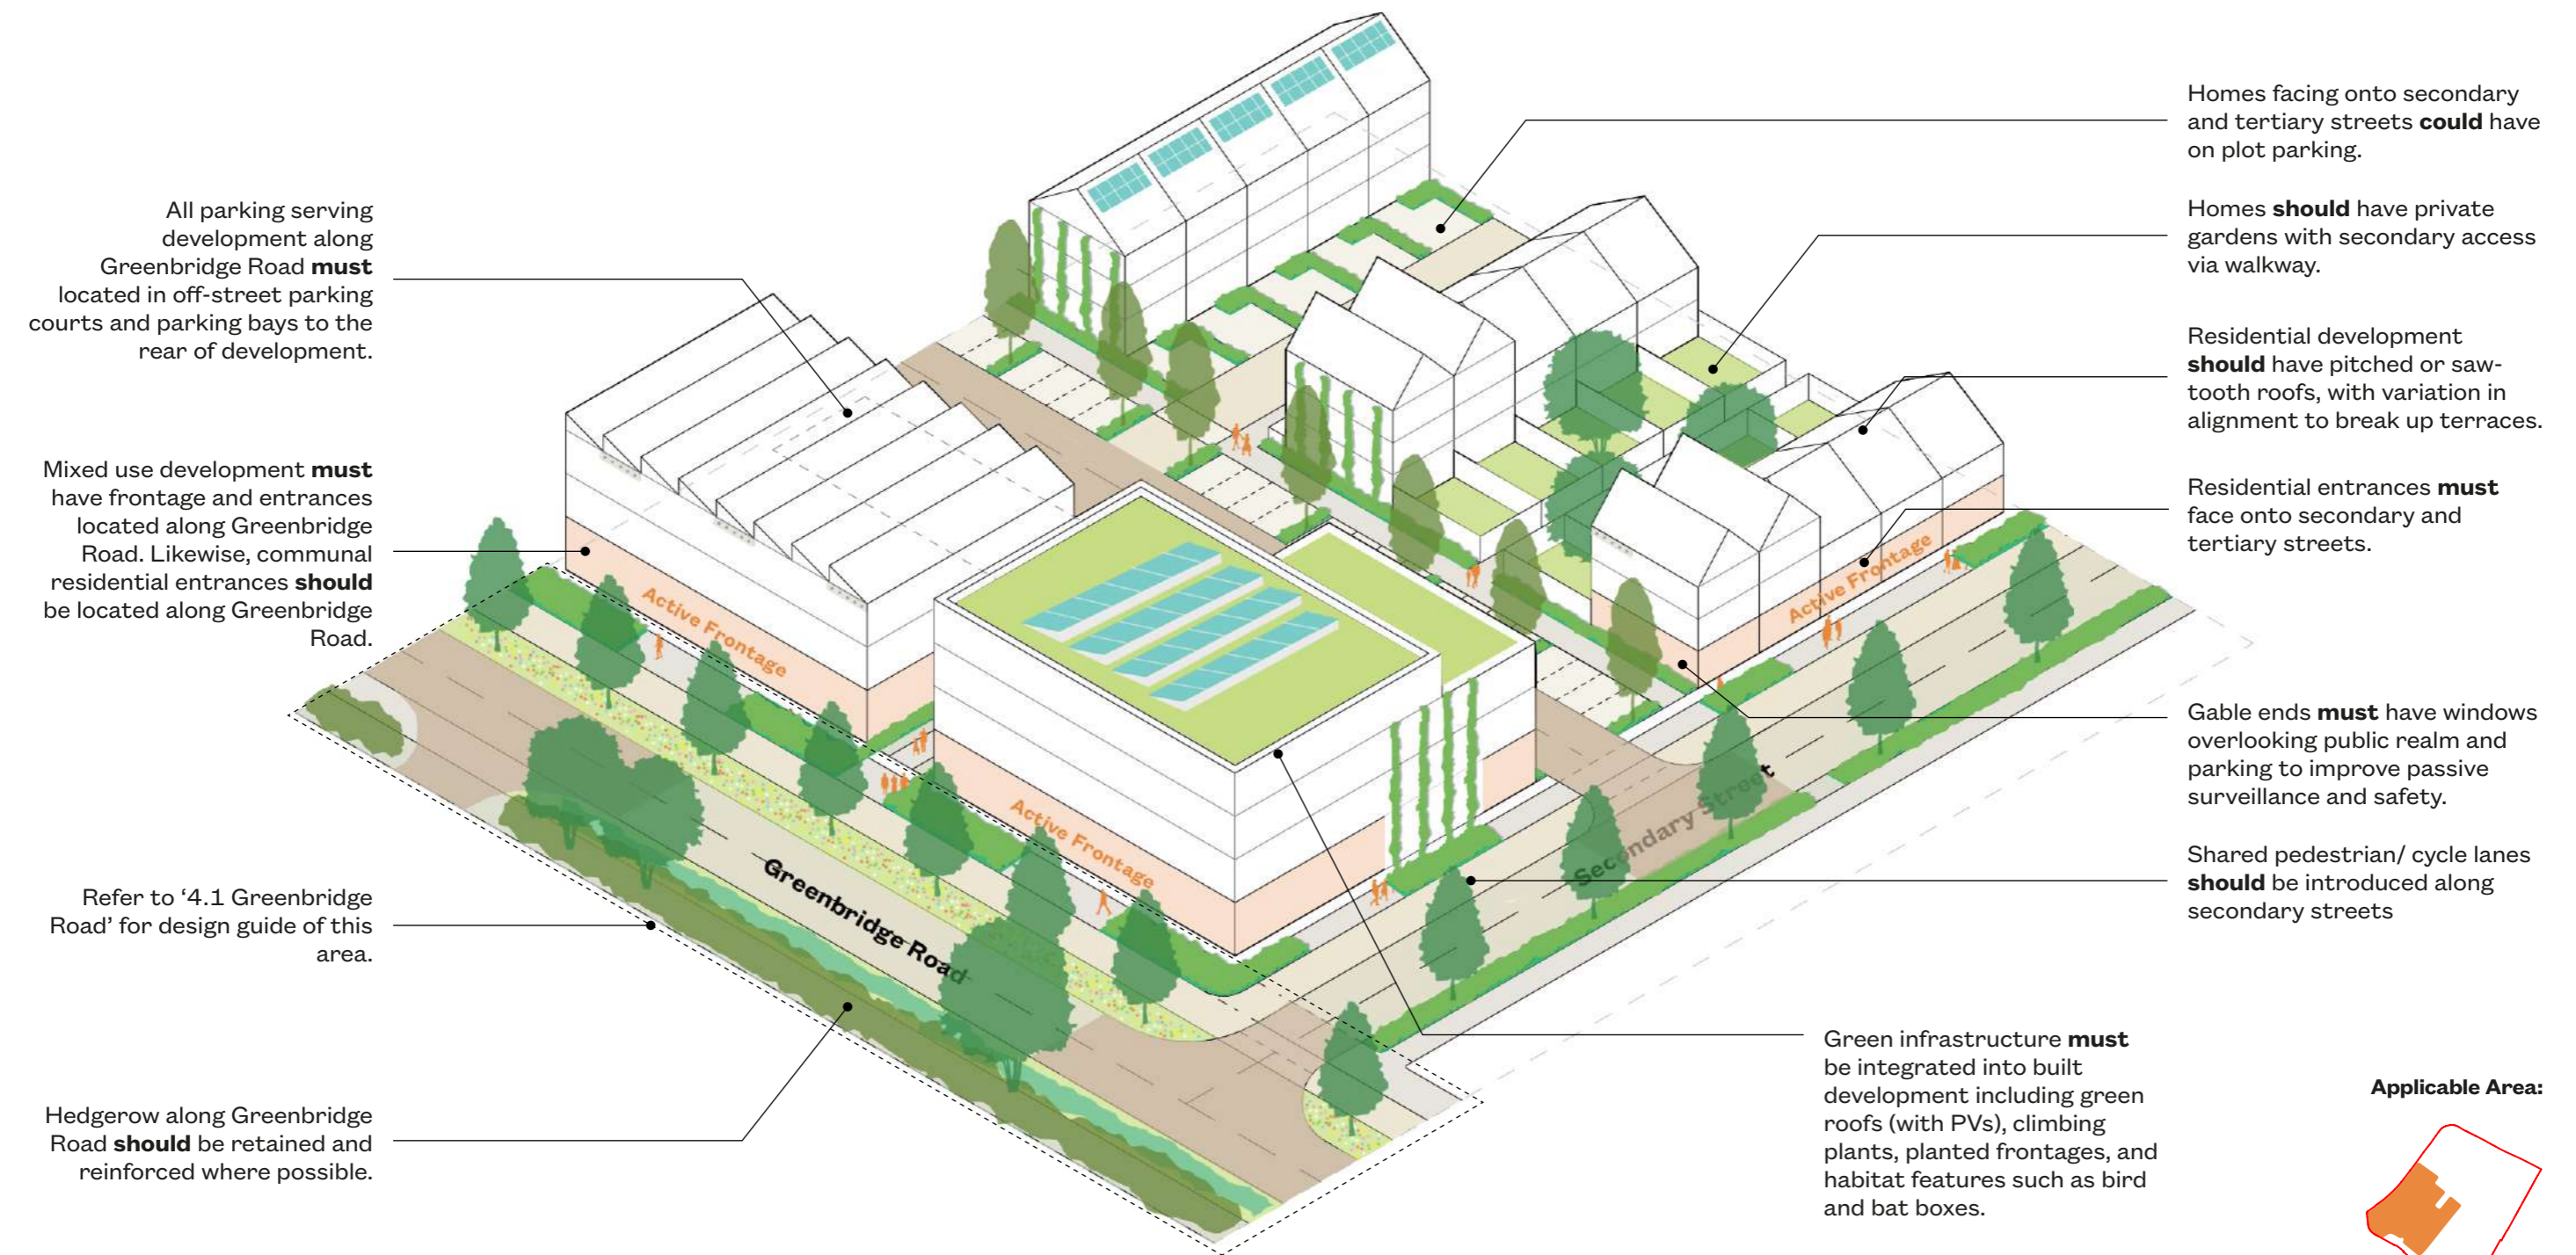 All parking serving
development along
Greenbridge Road must
located in off-street parking
courts and parking bays to the
rear of development.
Mixed use development must
have frontage and entrances
located along Greenbridge
Road. Likewise, communal
residential entrances should
be located along Greenbridge
Road.
Refer to ‘4.1 Greenbridge
Road’ for design guide of this
area.
Hedgerow along Greenbridge
Road should be retained and
reinforced where possible.
Active Frontage
Active Frontage
Active Frontage
Greenbridge Road
Secondary Street
Homes facing onto secondary
and tertiary streets could have
on plot parking.
Homes should have private
gardens with secondary access
via walkway.
Residential development
should have pitched or saw-
tooth roofs, with variation in
alignment to break up terraces.
Residential entrances must
face onto secondary and
tertiary streets.
Gable ends must have windows
overlooking public realm and
parking to improve passive
surveillance and safety.
Shared pedestrian/ cycle lanes
should be introduced along
secondary streets
Green infrastructure must
be integrated into built
development including green
roofs (with PVs), climbing
plants, planted frontages, and
habitat features such as bird
and bat boxes.
Applicable Area: